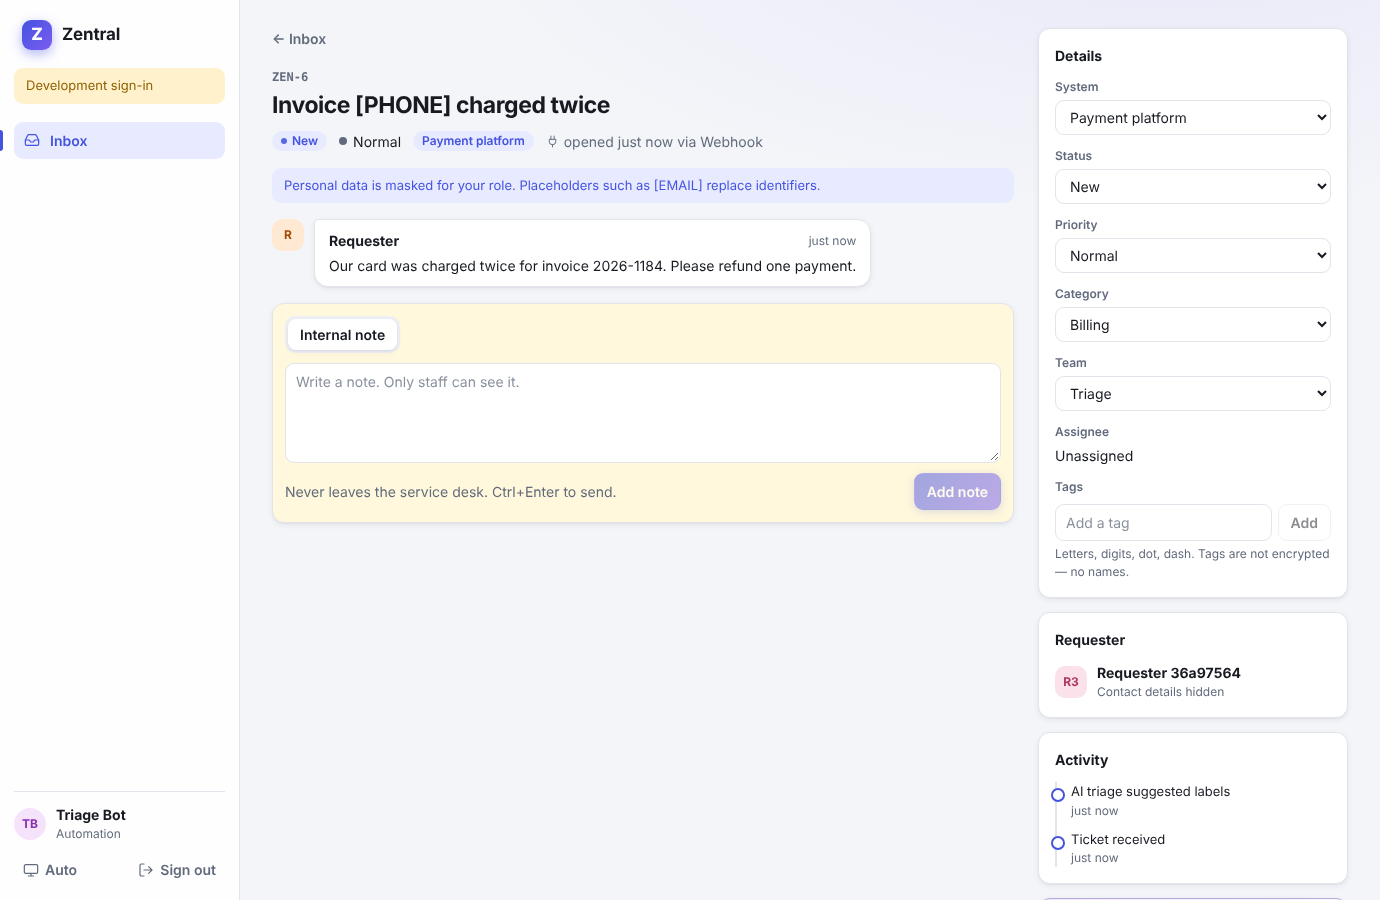 Z Zentral
Development sign-in
Inbox
← Inbox
ZEN-6
Invoice [PHONE] charged twice
New
Normal
Payment platform
opened just now via Webhook
Personal data is masked for your role. Placeholders such as [EMAIL] replace identifiers.
R
Requester
just now
Our card was charged twice for invoice 2026-1184. Please refund one payment.
Internal note
Write a note. Only staff can see it.
Never leaves the service desk. Ctrl+Enter to send.
Add note
Details
System
Payment platform
Status
New
Priority
Normal
Category
Billing
Team
Triage
Assignee
Unassigned
Tags
Add a tag
Add
Letters, digits, dot, dash. Tags are not encrypted
— no names.
Requester
R3
Requester 36a97564
Contact details hidden
Activity
AI triage suggested labels
just now
Ticket received
just now
TB
Triage Bot
Automation
Auto
Sign out